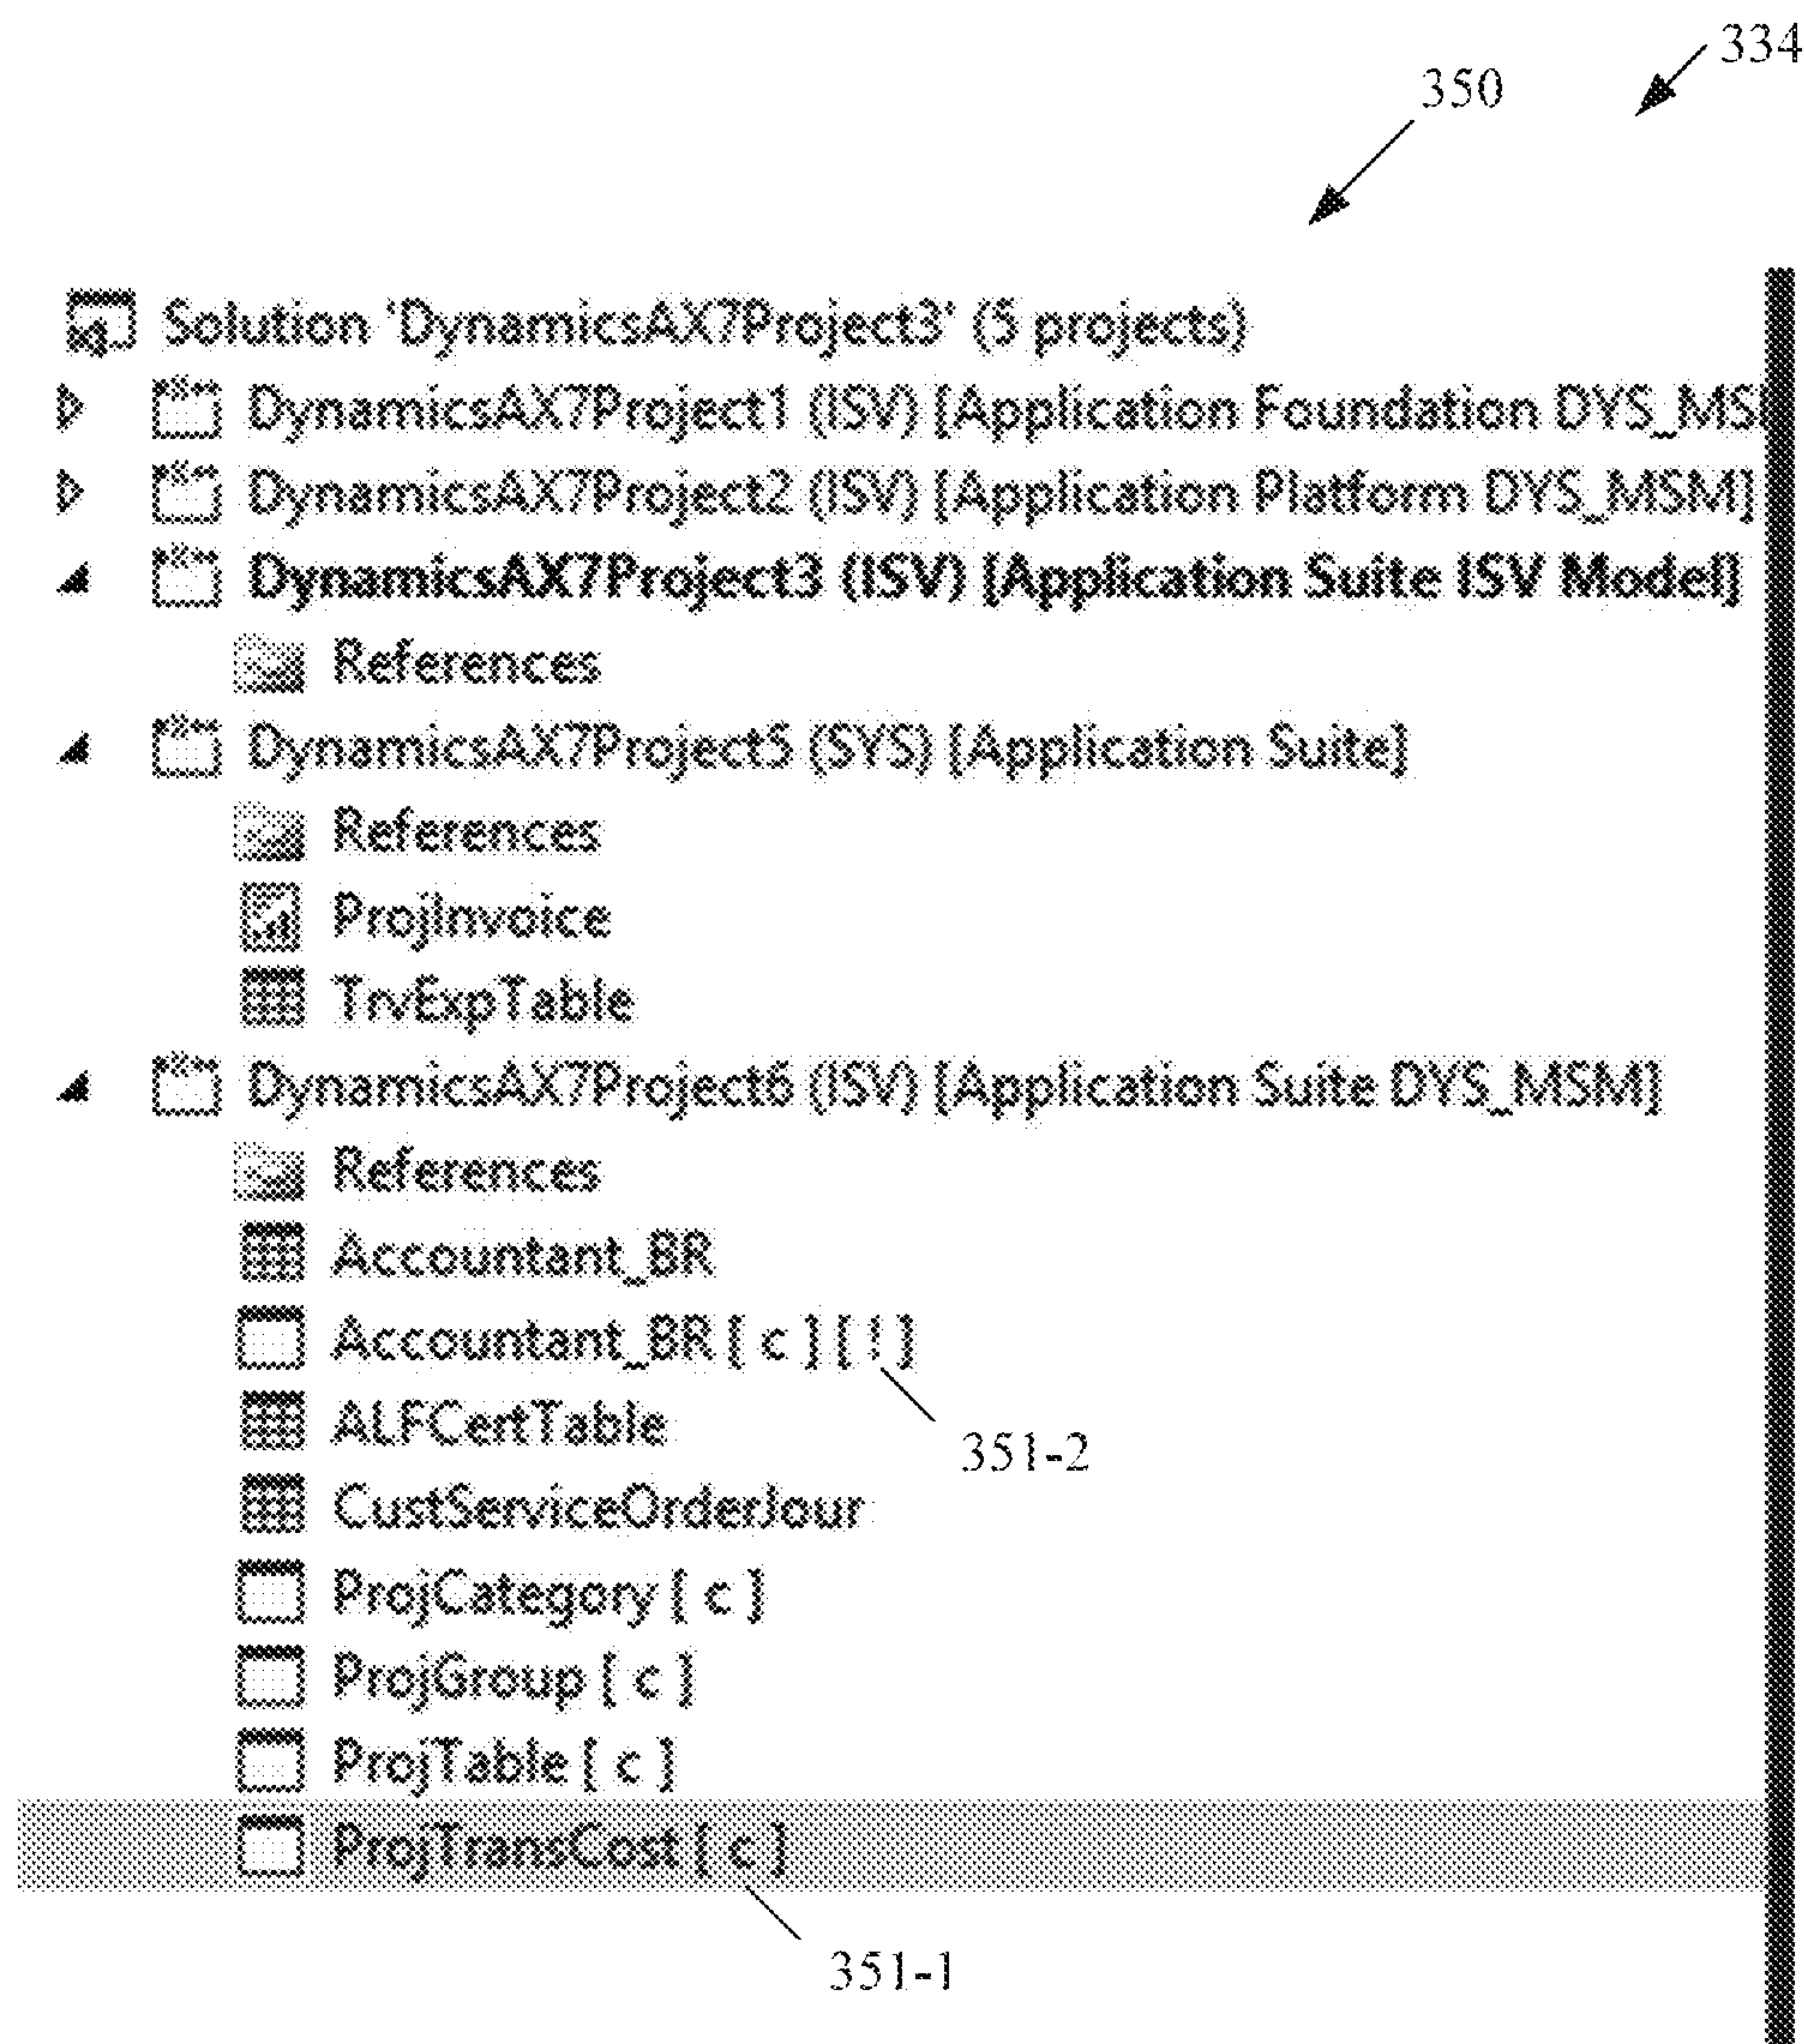 334
350
Solution 'DynamicsAX7Project3' (5 projects)
DynamicsAX7Project1 (ISV) [Application Foundation DYS_MS
DynamicsAX7Project2 (ISV) [Application Platform DYS_MSM]
DynamicsAX7Project3 (ISV) [Application Suite ISV Model]
References
DynamicsAX7Project5 (SYS) [Application Suite]
References
ProjInvoice
TrvExpTable
DynamicsAX7Project6 (ISV) [Application Suite DYS_MSM]
References
Accountant_BR
Accountant_BR [ c ] [ ! ]
351-2
ALFCertTable
CustServiceOrderJour
ProjCategory [ c ]
ProjGroup [ c ]
ProjTable [ c ]
ProjTransCost [ c ]
351-1